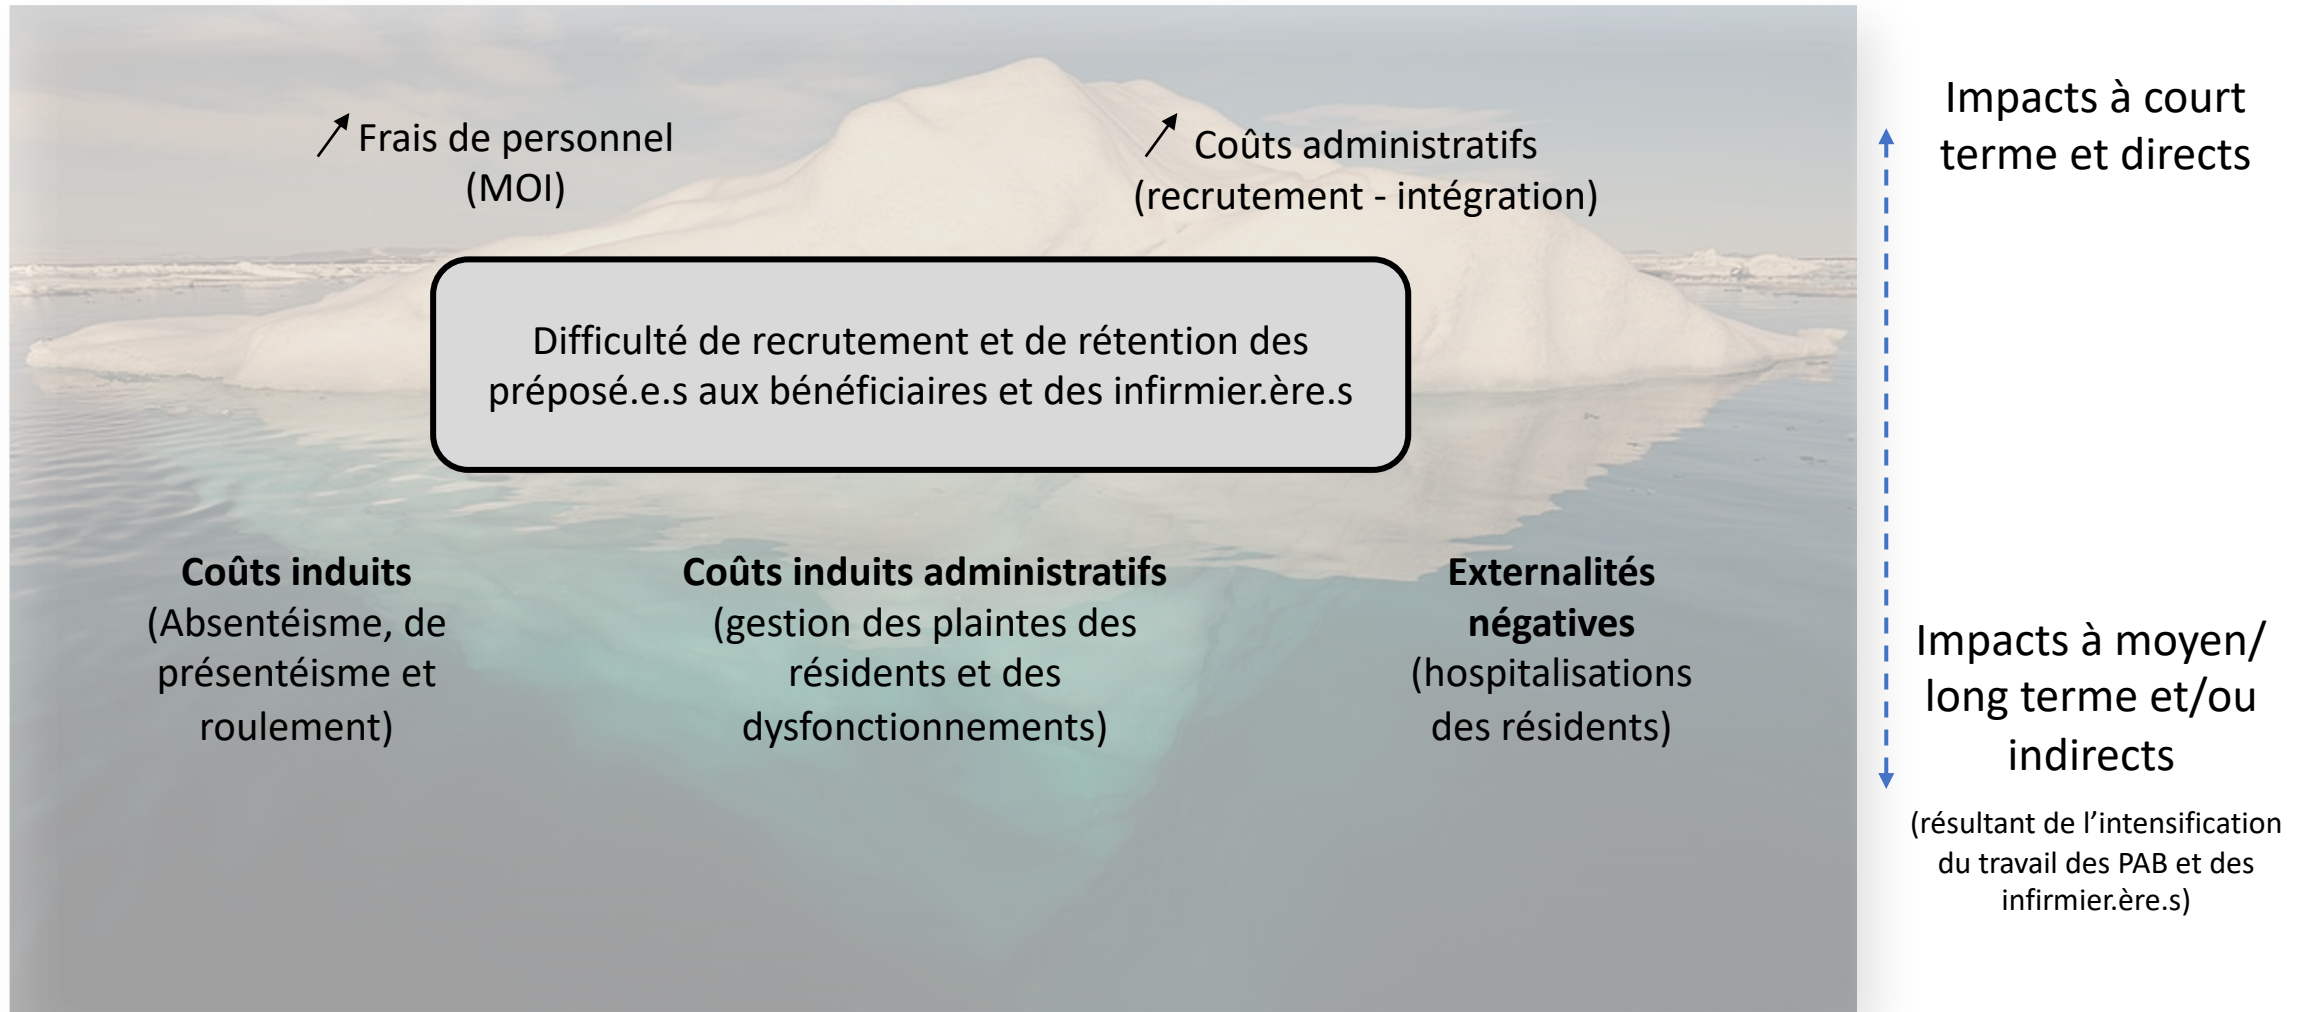 Frais de personnel
(MOI)
Coûts administratifs
(recrutement - intégration)
Impacts à court
terme et directs
Difficulté de recrutement et de rétention des
préposé.e.s aux bénéficiaires et des infirmier.ère.s
Coûts induits
(Absentéisme, de
présentéisme et
roulement)
Coûts induits administratifs
(gestion des plaintes des
résidents et des
dysfonctionnements)
Externalités
négatives
(hospitalisations
des résidents)
Impacts à moyen/
long terme et/ou
indirects
(résultant de l’intensification
du travail des PAB et des
infirmier.ère.s)